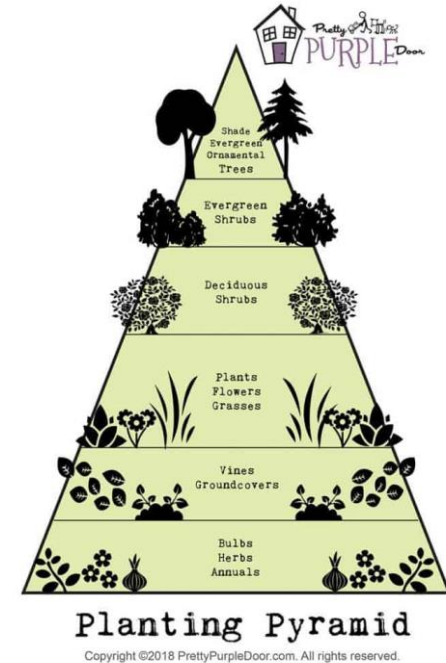 Pretty
PURPLE Door
Shade
Evergreen
Ornamental
Trees
Evergreen
Shrubs
Deciduous
Shrubs
Plants
Flowers
Grasses
Vines
Groundcovers
Bulbs
Herbs
Annuals
Planting Pyramid
Copyright ©2018 PrettyPurpleDoor.com. All rights reserved.